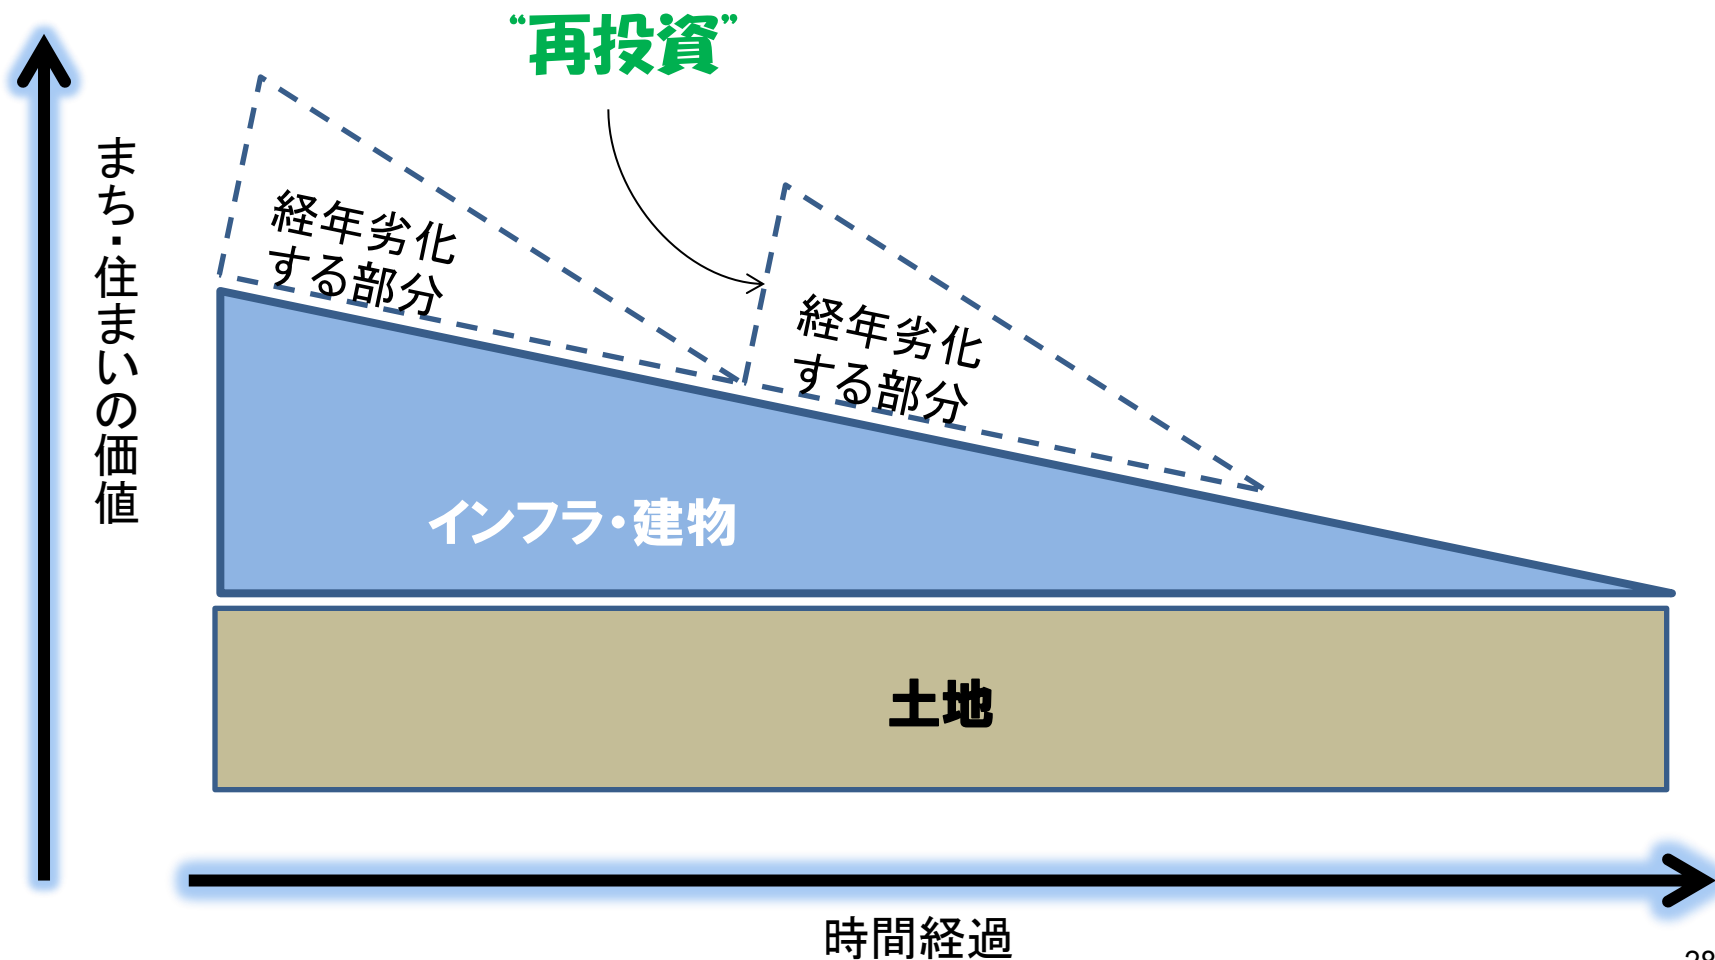 “再投資”
まち・住まいの価値
経年劣化
する部分
経年劣化
する部分
インフラ・建物
土地
時間経過
28